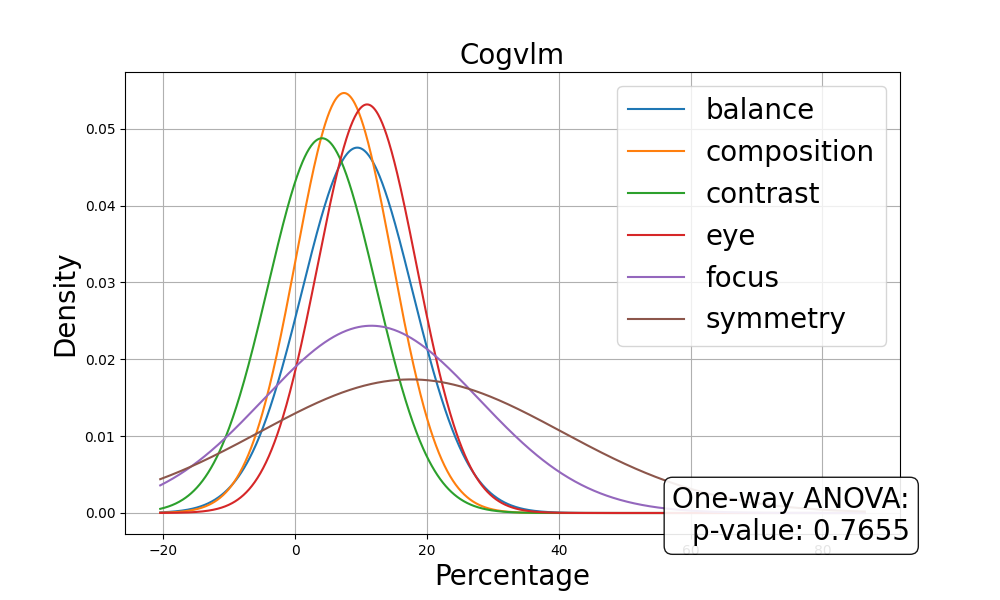 Cogvlm
Density
0.05
0.04
0.03
0.02
0.01
0.00
balance
composition
contrast
eye
focus
symmetry
One-way ANOVA:
p-value: 0.7655
−20
0
20
40
60
80
Percentage